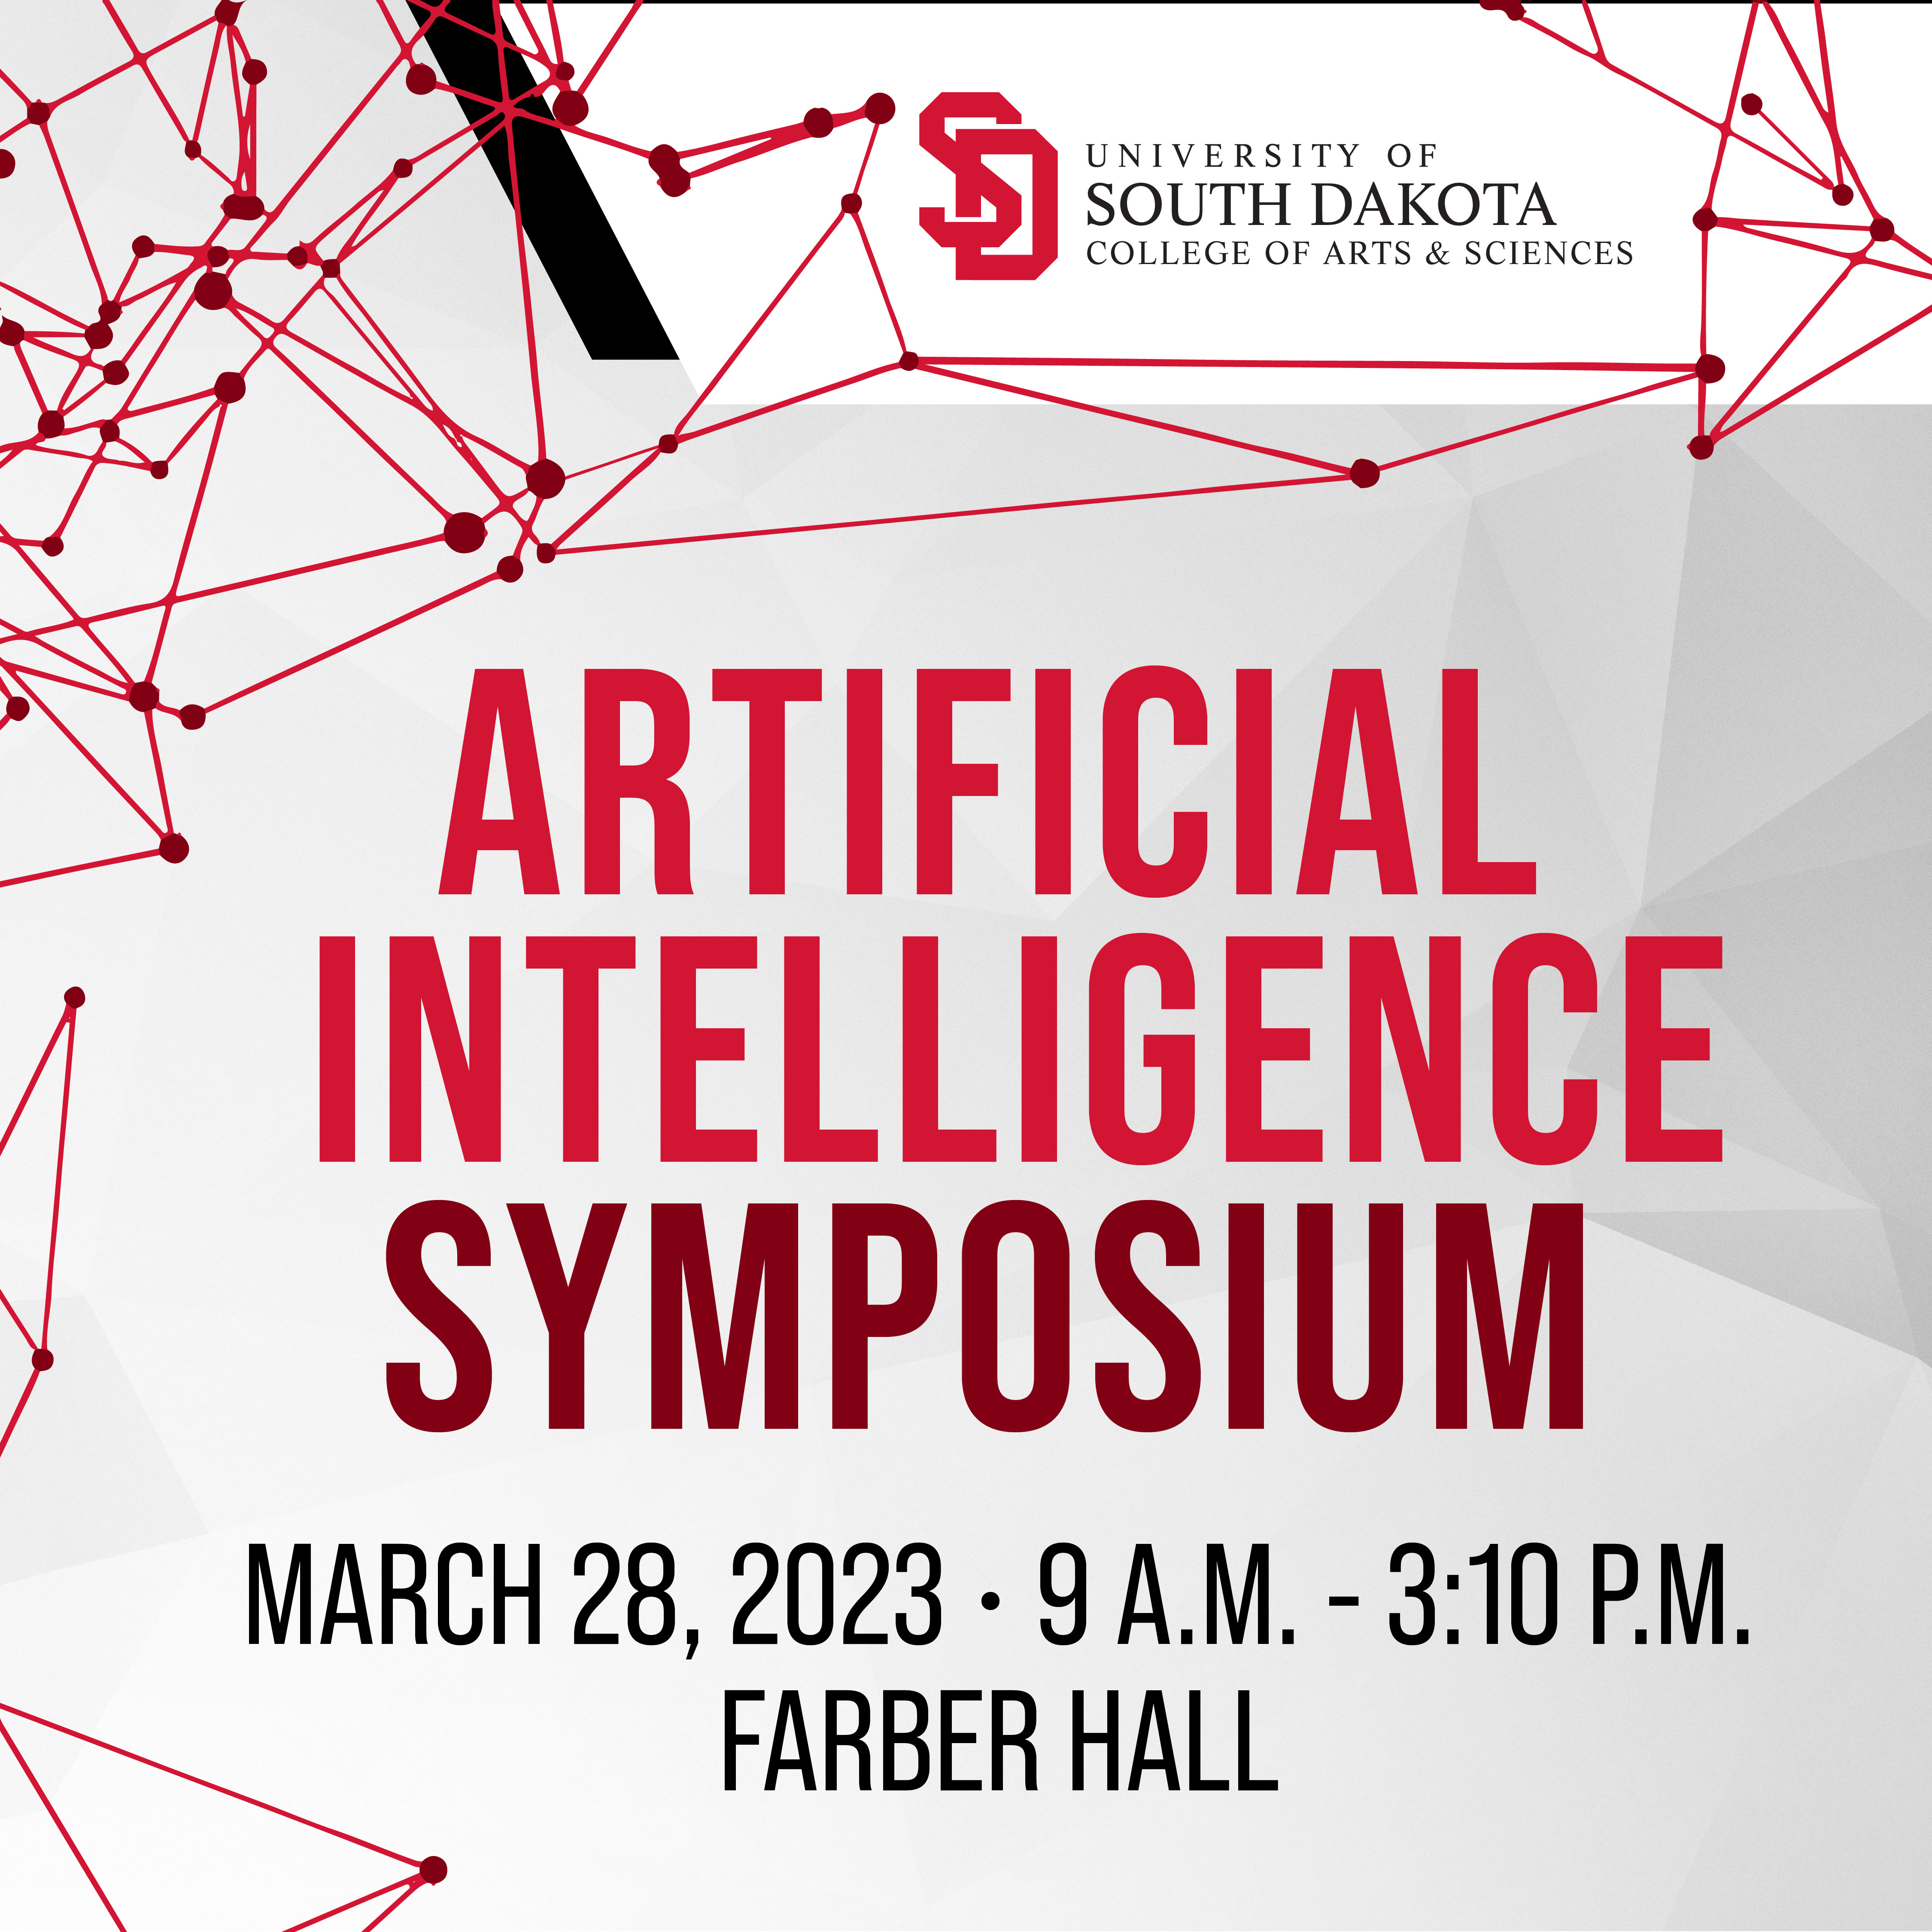 UNIVERSITY OF
SOUTH DAKOTA
COLLEGE OF ARTS & SCIENCES
ARTIFICIAL
INTELLIGENCE
SYMPOSIUM
MARCH 28, 2023 • 9 A.M. - 3:10 P.M.
FARBER HALL